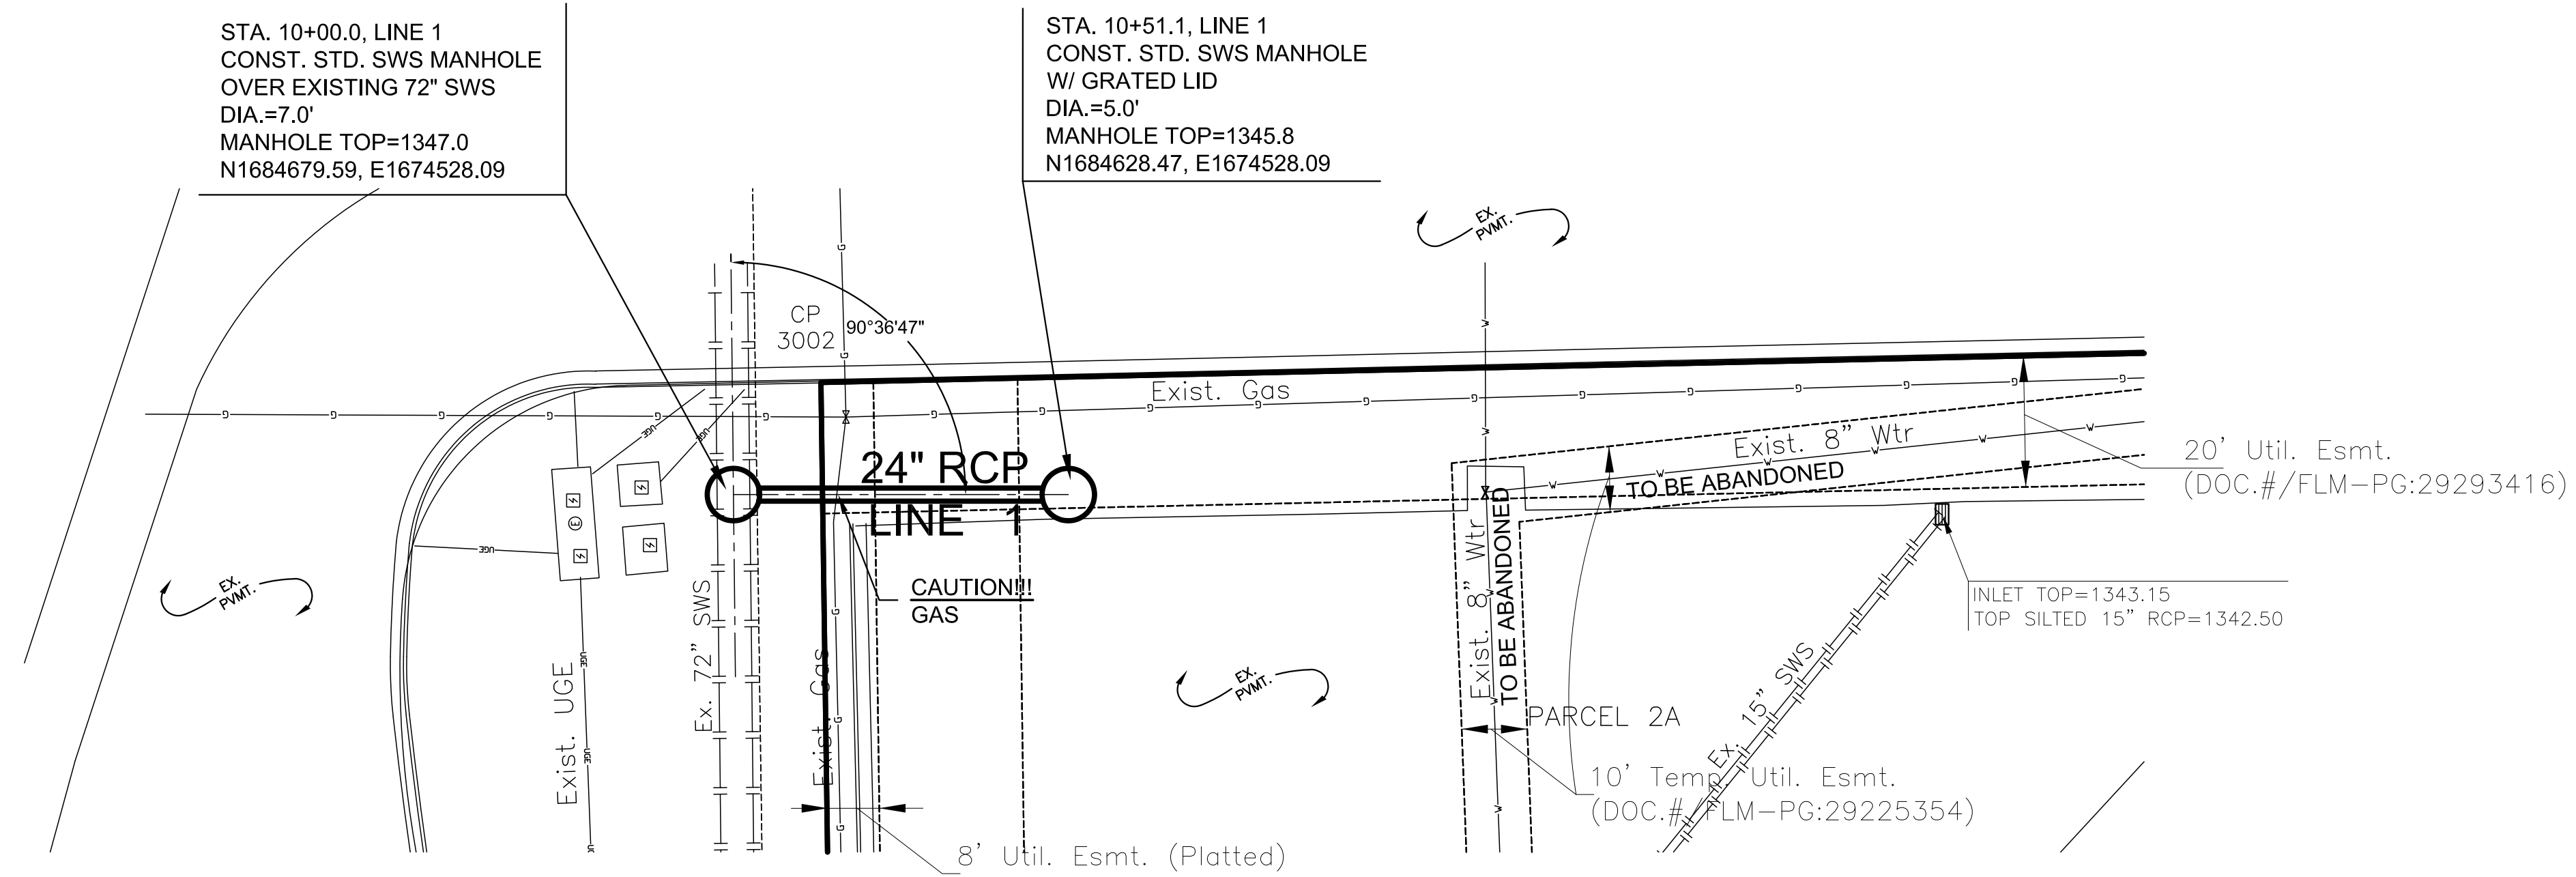 STA. 10+00.0, LINE 1
CONST. STD. SWS MANHOLE
OVER EXISTING 72" SWS
DIA.=7.0'
MANHOLE TOP=1347.0
N1684679.59, E1674528.09
STA. 10+51.1, LINE 1
CONST. STD. SWS MANHOLE
W/ GRATED LID
DIA.=5.0'
MANHOLE TOP=1345.8
N1684628.47, E1674528.09
EX.
PVMT.
CP
3002
90°36'47"
G
G
Exist. Gas
G G G G G G G G G G G G G G G G G G
W
W
24" RCP
LINE 1
UGE
UGE
UGE
E
Exist. 8" Wtr
W W W W W
TO BE ABANDONED
20' Util. Esmt.
(DOC.#/FLM-PG:29293416)
EX.
PVMT.
CAUTION!!!
GAS
Ex. 72" SWS
Exist. UGE
UGE
UGE
Exist. Gas
G
G
G
EX.
PVMT.
Exist. 8" Wtr
TO BE ABANDONED
W
W
W
W
PARCEL 2A
INLET TOP=1343.15
TOP SILTED 15" RCP=1342.50
Ex. 15" SWS
10' Temp. Util. Esmt.
(DOC.#/FLM-PG:29225354)
8' Util. Esmt. (Platted)